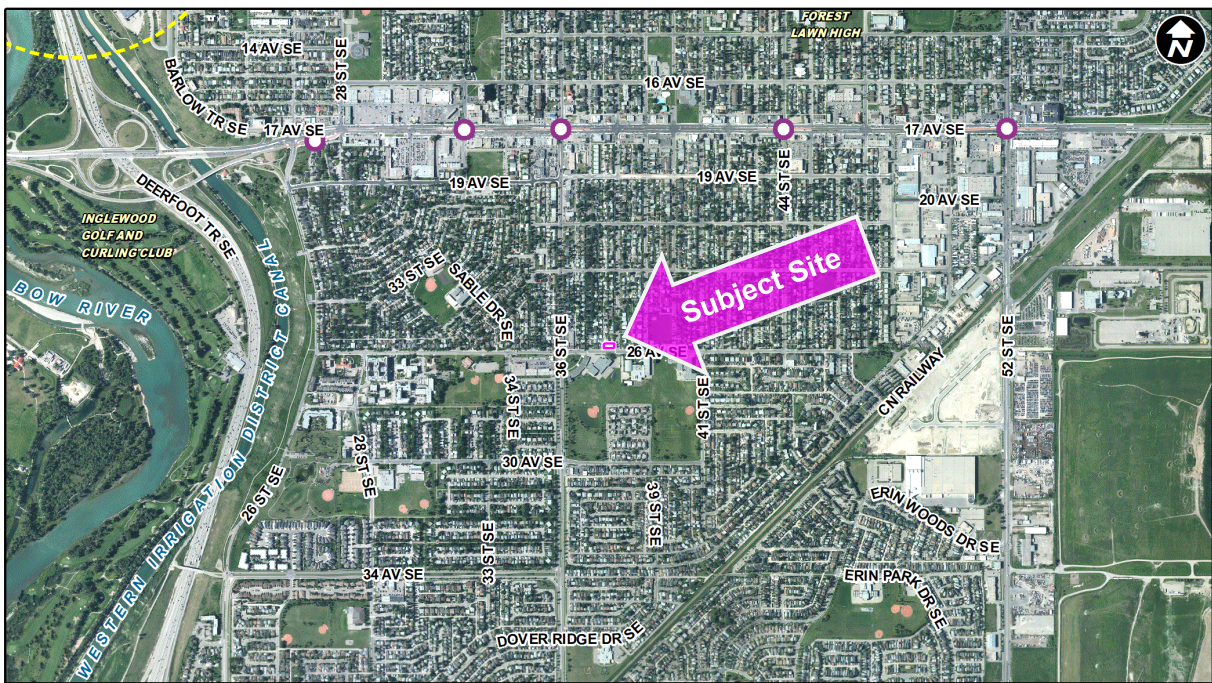 FOREST
LAWN HIGH
N
14 AV SE
28 ST SE
BARLOW TR SE
16 AV SE
17 AV SE
17 AV SE
19 AV SE
19 AV SE
44 ST SE
20 AV SE
DEERFOOT TR SE
INGLEWOOD
GOLF AND
CURLING CLUB
BOW RIVER
WESTERN IRRIGATION DISTRICT CANAL
33 ST SE
SABLE DR SE
Subject Site
36 ST SE
26 AV SE
52 ST SE
CN RAILWAY
34 ST SE
41 ST SE
28 ST SE
30 AV SE
26 ST SE
39 ST SE
33 ST SE
ERIN WOODS DR SE
34 AV SE
ERIN PARK DR SE
DOVER RIDGE DR SE